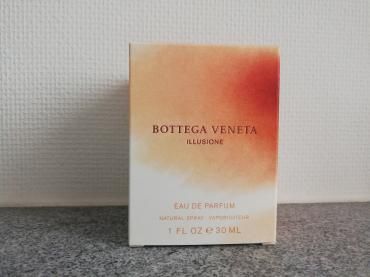 BOTTEGA VENETA
ILLUSIONE
EAU DE PARFUM
NATURAL SPRAY - VAPORISATEUR
1 FL OZ ℮ 30 ML